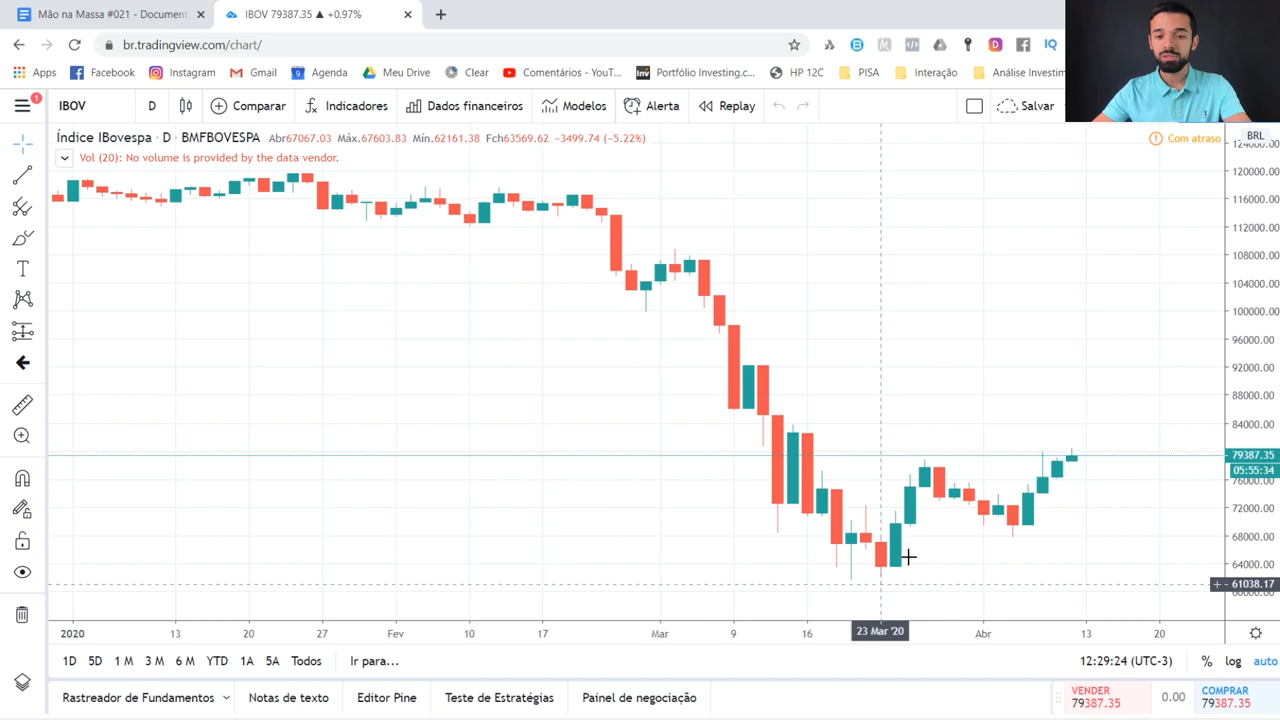 Mão na Massa #021 - Document
IBOV 79387.35 ▲ +0.97%
br.tradingview.com/chart/
Apps
Facebook
Instagram
Gmail
Agenda
Meu Drive
Clear
Comentários - YouT...
Portfólio Investing.c...
HP 12C
PISA
Interação
Análise Investim
1
IBOV
D
Comparar
Indicadores
Dados financeiros
Modelos
Alerta
Replay
Salvar
Índice IBovespa · D · BMFBOVESPA Abr67067.03 Máx.67603.83 Mín.62161.38 Fch63569.62 -3499.74 (-5.22%)
Com atraso
BRL
Vol (20): No volume is provided by the data vendor.
124000.00
120000.00
116000.00
112000.00
108000.00
104000.00
100000.00
96000.00
92000.00
88000.00
84000.00
79387.35
05:55:34
76000.00
72000.00
68000.00
64000.00
61038.17
60000.00
2020
13
20
27
Fev
10
17
Mar
9
16
23 Mar '20
Abr
13
20
1D
5D
1 M
3 M
6 M
YTD
1A
5A
Todos
Ir para...
12:29:24 (UTC-3)
%
log
auto
Rastreador de Fundamentos
Notas de texto
Editor Pine
Teste de Estratégias
Painel de negociação
VENDER
79387.35
0.00
COMPRAR
79387.35